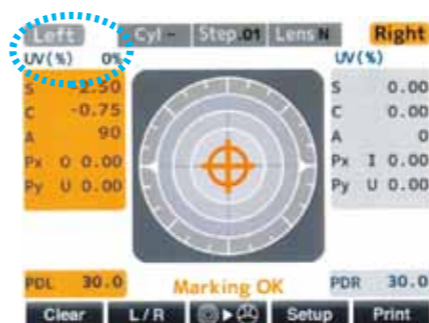 Left Cyl - Step.01 Lens N Right
UV(%) 0% UV(%)
S -2.50 S 0.00
C -0.75 C 0.00
A 90 A 0
Px O 0.00 Px I 0.00
Py U 0.00 Py U 0.00
PDL 30.0 Marking OK PDR 30.0
Clear L/R Setup Print